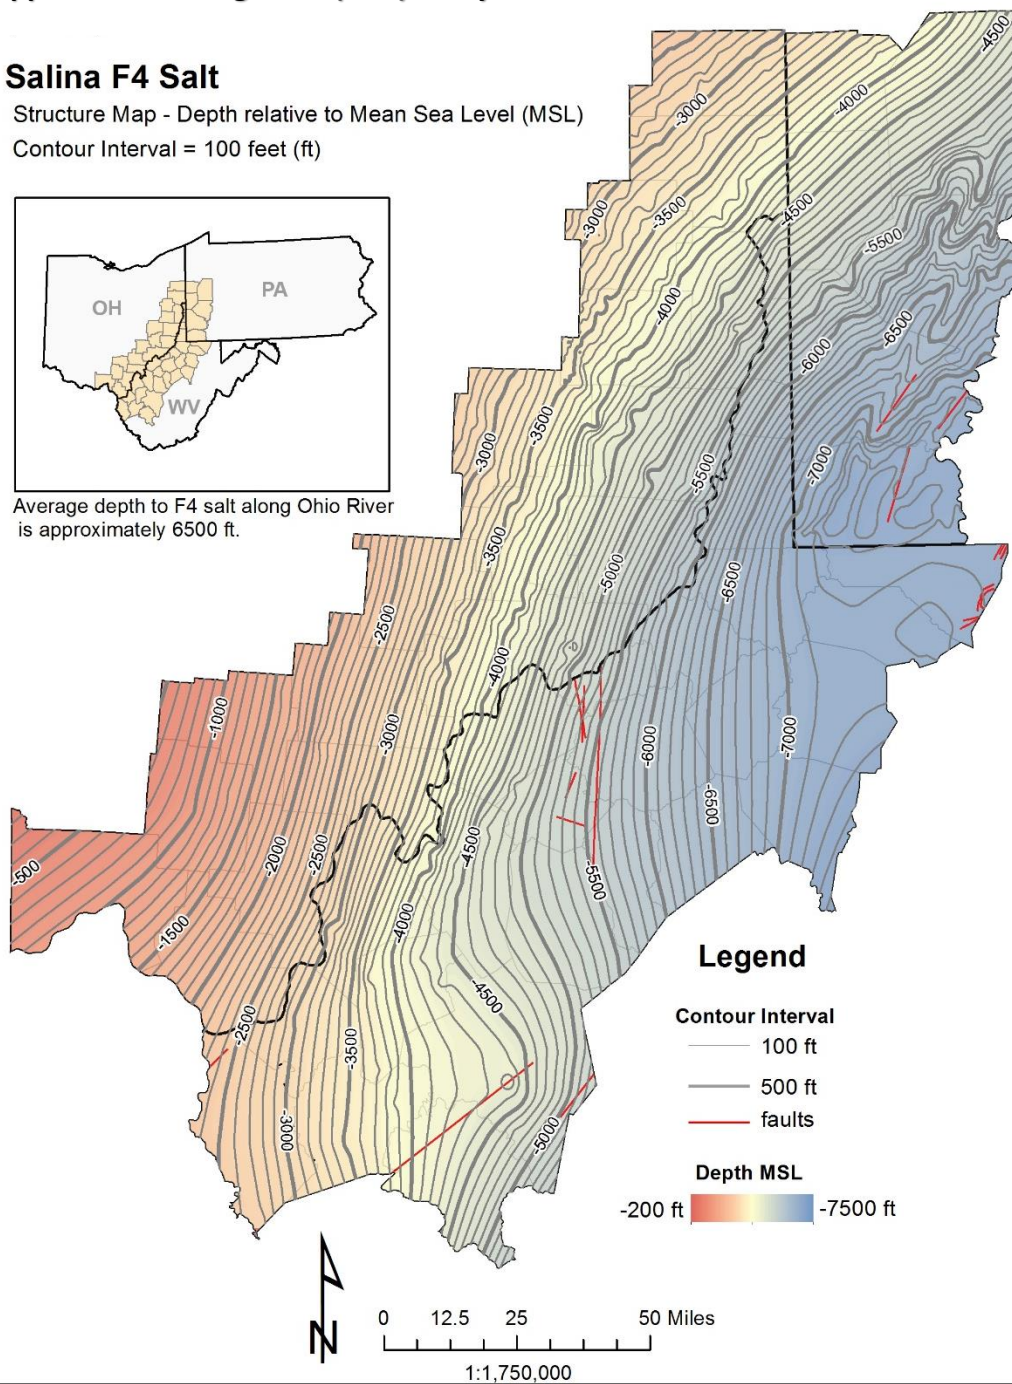 Salina F4 Salt
Structure Map - Depth relative to Mean Sea Level (MSL)
Contour Interval = 100 feet (ft)
OH
PA
WV
Average depth to F4 salt along Ohio River
is approximately 6500 ft.
-4500
-3000
-4000
-3000
-3500
-4500
-5500
-4000
-6500
-6000
-3500
-3000
-5500
-7000
-3500
-5000
-6500
-2500
-4000
-1000
-3000
-6000
-7000
-6500
-500
-2000
-2500
-4500
-5500
-1500
-4000
-4500
-2500
-3500
-3000
-5000
Legend
Contour Interval
100 ft
500 ft
faults
Depth MSL
-200 ft
-7500 ft
N
0 12.5 25 50 Miles
1:1,750,000